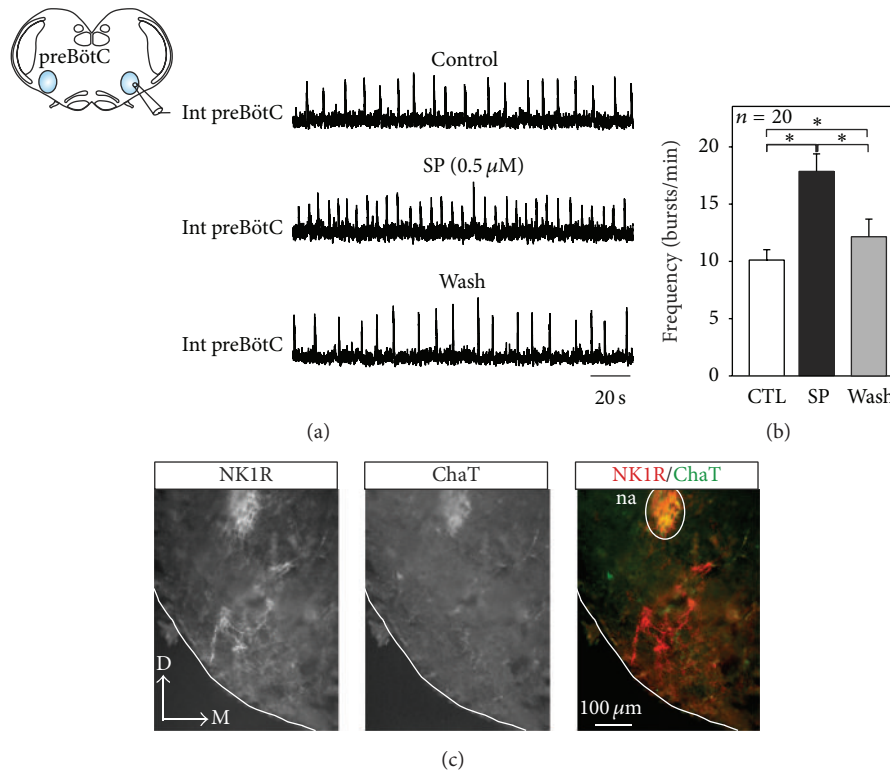 preBötC
Control
Int preBötC
SP (0.5 μM)
Int preBötC
Wash
Int preBötC
20 s
(a)
n = 20
*
* *
20
15
10
5
0
Frequency (bursts/min)
CTL SP Wash
(b)
NK1R ChaT NK1R/ChaT
na
D
M
100 μm
(c)